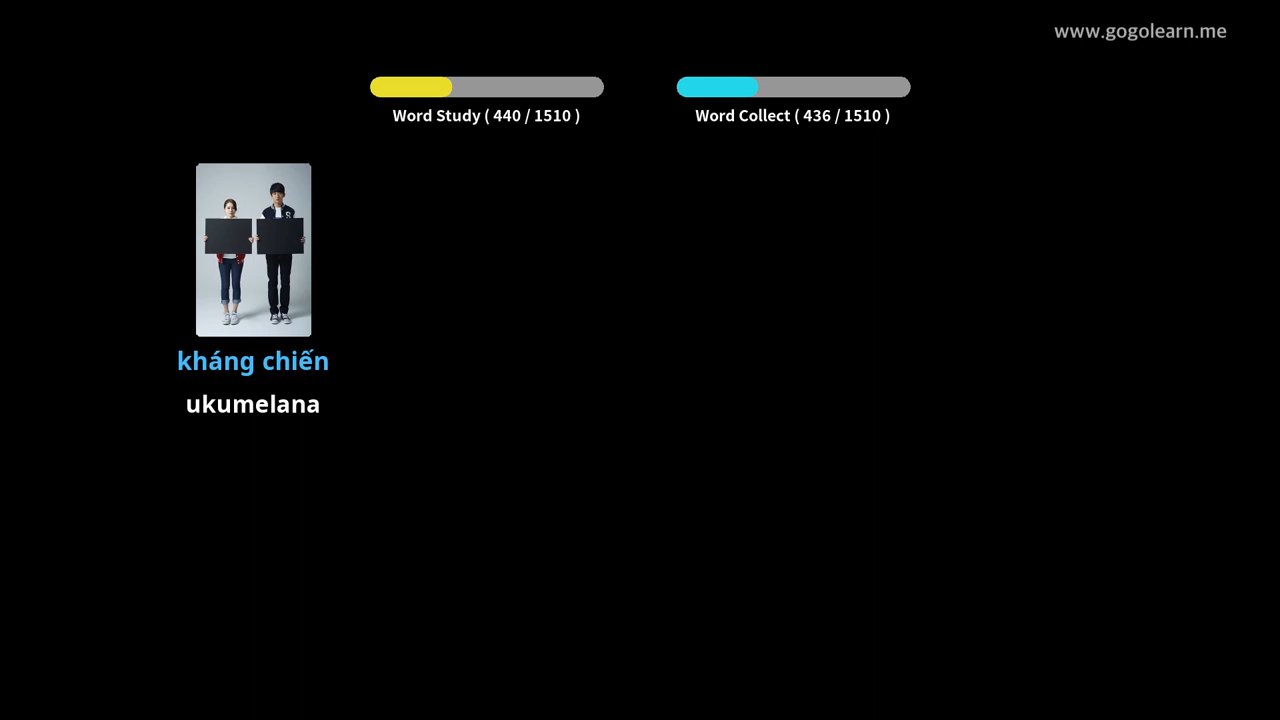 www.gogolearn.me
Word Study ( 440 / 1510 )
Word Collect ( 436 / 1510 )
kháng chiến
ukumelana